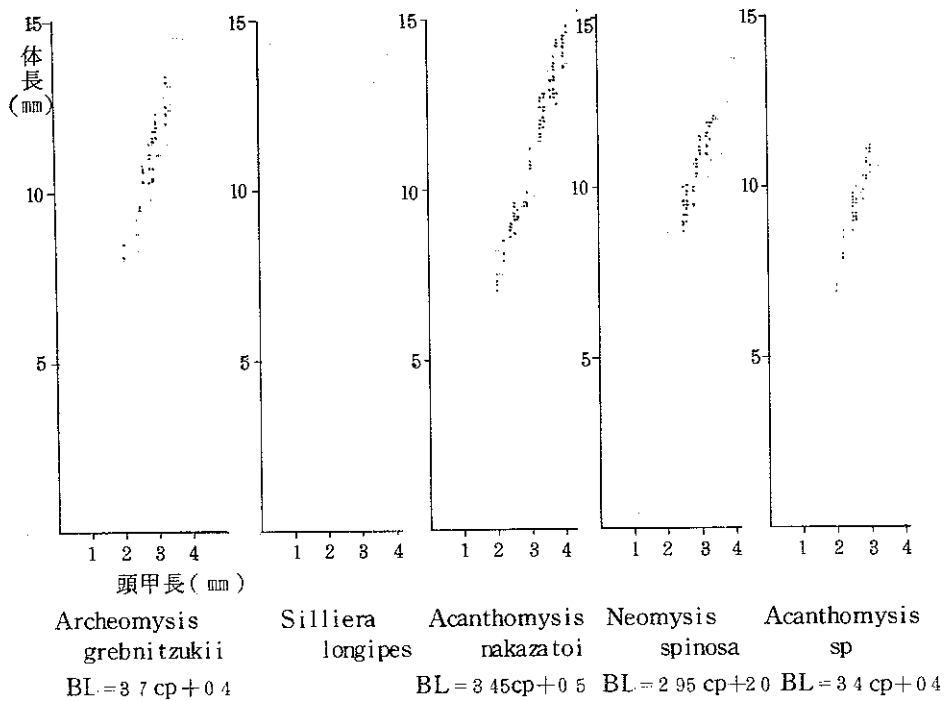 15
15
15
15
15
体長
(mm)
10
10
10
10
10
5
5
5
5
5
1 2 3 4
1 2 3 4
1 2 3 4
1 2 3 4
1 2 3 4
頭甲長(mm)
Archeomysis
grebnitzukii
BL=3 7 cp+0 4
Silliera
longipes
Acanthomysis
nakazatoi
BL=3 45cp+0 5
Neomysis
spinosa
BL=2 95 cp+2 0
Acanthomysis
sp
BL=3 4 cp+0 4